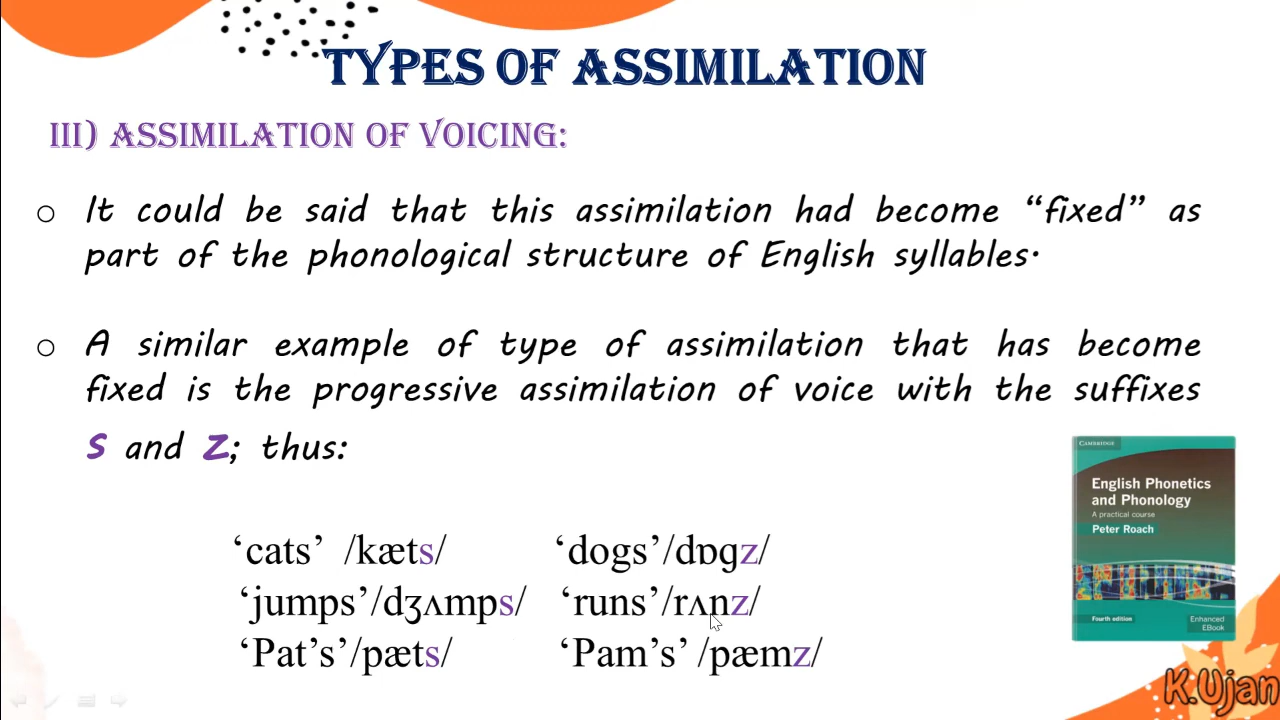 TYPES OF ASSIMILATION
III) ASSIMILATION OF VOICING:
o It could be said that this assimilation had become “fixed” as
part of the phonological structure of English syllables.
o A similar example of type of assimilation that has become
fixed is the progressive assimilation of voice with the suffixes
s and z; thus:
‘cats’ /kæts/ ‘dogs’/dɒɡz/
‘jumps’/dʒʌmps/ ‘runs’/rʌnz/
‘Pat’s’/pæts/ ‘Pam’s’ /pæmz/
CAMBRIDGE
English Phonetics
and Phonology
A practical course
Peter Roach
Fourth edition
Enhanced
EBook
K.Ujan